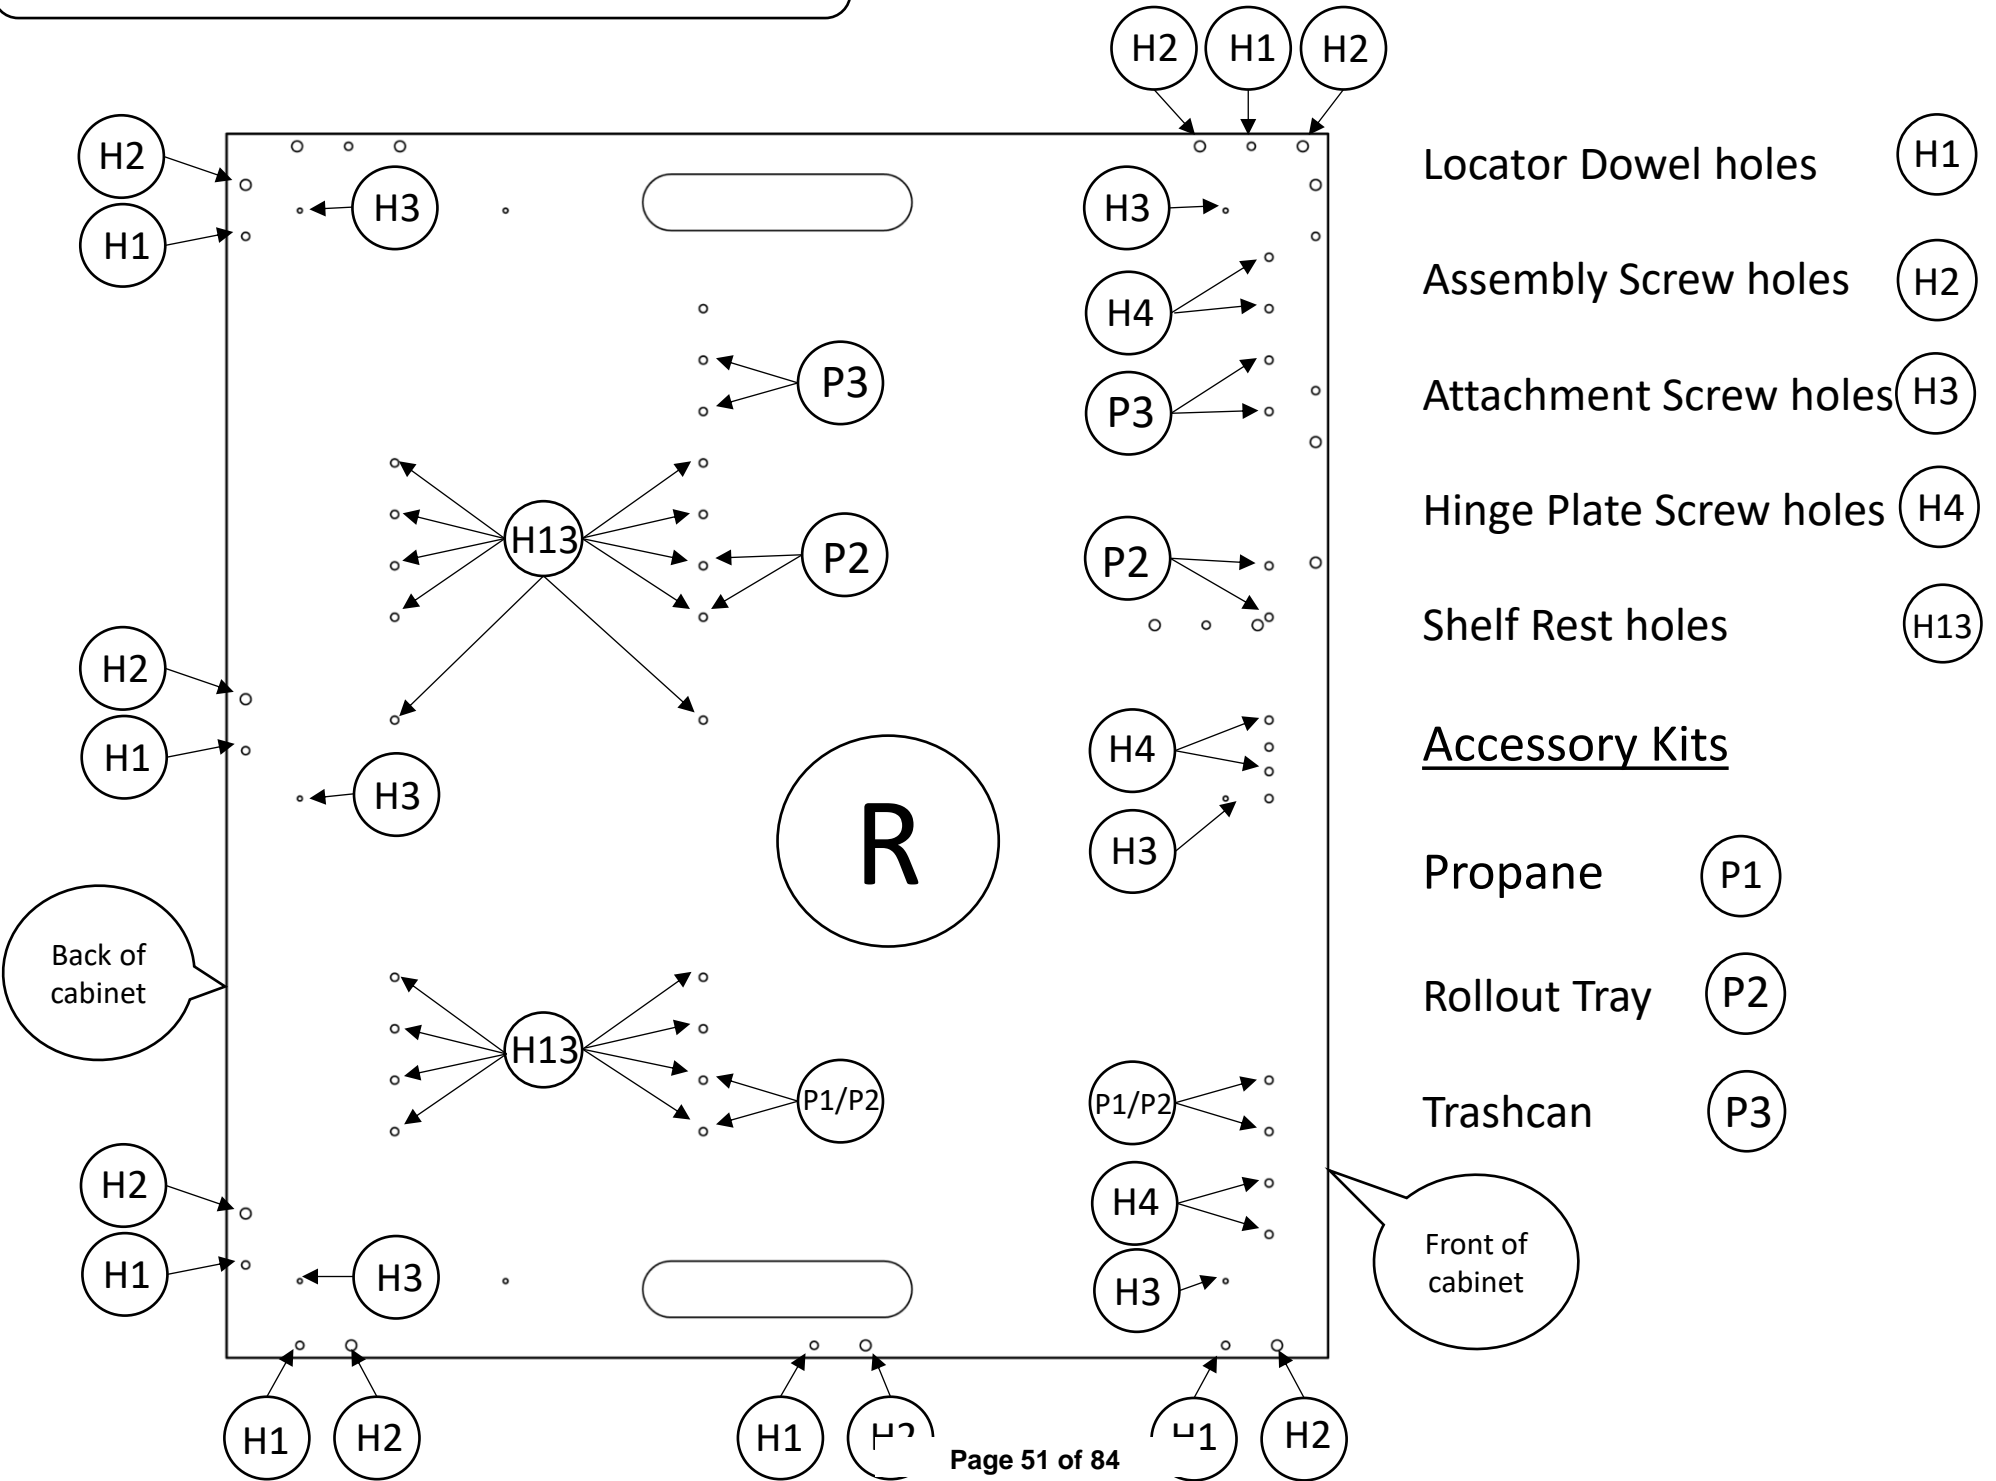 H2 H1 H2
H2
H1
H3
H3
H4
P3
P3
H13
P2
P2
H2
H1
H3
H4
H3
R
Back of
cabinet
H13
P1/P2
P1/P2
H2
H1
H3
H4
H3
Front of
cabinet
H1 H2 H1 H2 H1 H2
Locator Dowel holes H1
Assembly Screw holes H2
Attachment Screw holes H3
Hinge Plate Screw holes H4
Shelf Rest holes H13
Accessory Kits
Propane P1
Rollout Tray P2
Trashcan P3
Page 51 of 84